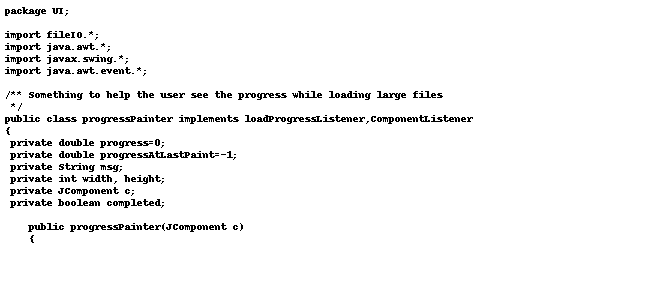 package UI;

import fileIO.*;
import java.awt.*;
import javax.swing.*;
import java.awt.event.*;

/** Something to help the user see the progress while loading large files
 */
public class progressPainter implements loadProgressListener,ComponentListener
{
 private double progress=0;
 private double progressAtLastPaint=-1;
 private String msg;
 private int width, height;
 private JComponent c;
 private boolean completed;

    public progressPainter(JComponent c)
    {